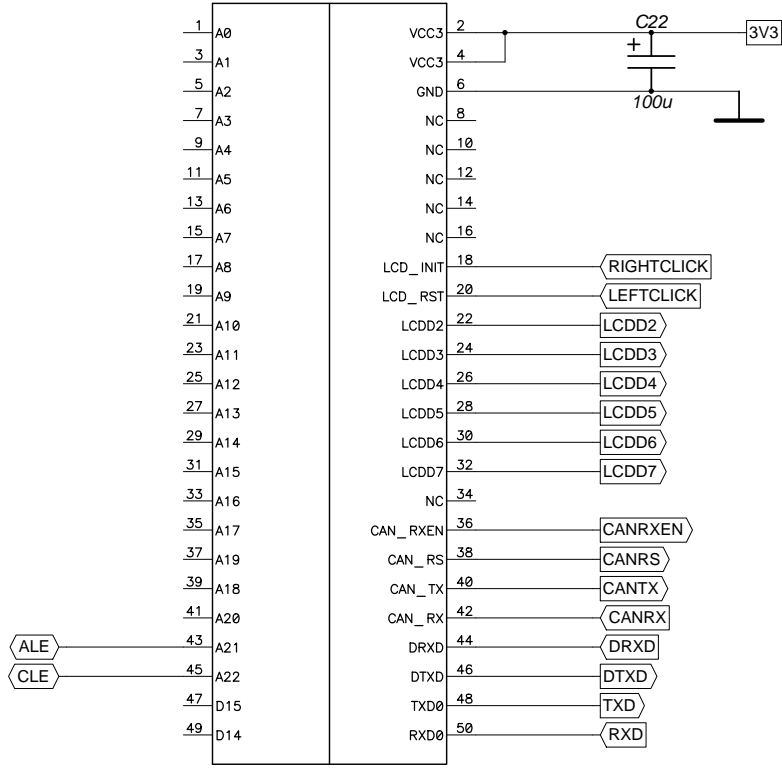 1 A0 VCC3 2 C22 3V3
3 A1 VCC3 4 +
5 A2 GND 6
7 A3 NC 8 100u
9 A4 NC 10
11 A5 NC 12
13 A6 NC 14
15 A7 NC 16
17 A8 LCD_INIT 18 RIGHTCLICK
19 A9 LCD_RST 20 LEFTCLICK
21 A10 LCDD2 22 LCDD2
23 A11 LCDD3 24 LCDD3
25 A12 LCDD4 26 LCDD4
27 A13 LCDD5 28 LCDD5
29 A14 LCDD6 30 LCDD6
31 A15 LCDD7 32 LCDD7
33 A16 NC 34
35 A17 CAN_RXEN 36 CANRXEN
37 A19 CAN_RS 38 CANRS
39 A18 CAN_TX 40 CANTX
41 A20 CAN_RX 42 CANRX
ALE 43 A21 DRXD 44 DRXD
CLE 45 A22 DTXD 46 DTXD
47 D15 TXD0 48 TXD
49 D14 RXD0 50 RXD